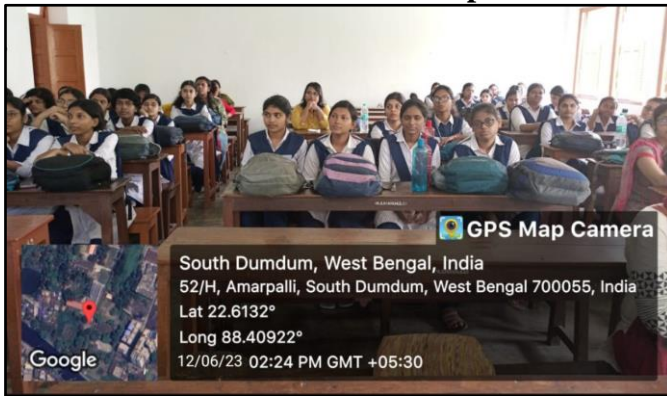 GPS Map Camera
South Dumdum, West Bengal, India
52/H, Amarpalli, South Dumdum, West Bengal 700055, India
Lat 22.6132°
Long 88.40922°
12/06/23 02:24 PM GMT +05:30
Google